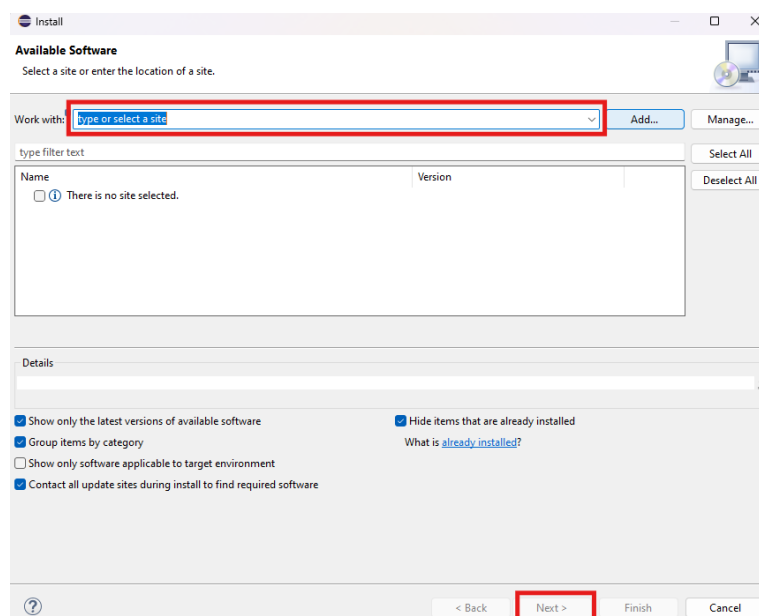 Install
Available Software
Select a site or enter the location of a site.
Work with: type or select a site Add... Manage...
type filter text Select All
Name Version Deselect All
There is no site selected.
Details
Show only the latest versions of available software Hide items that are already installed
Group items by category What is already installed?
Show only software applicable to target environment
Contact all update sites during install to find required software
? < Back Next > Finish Cancel